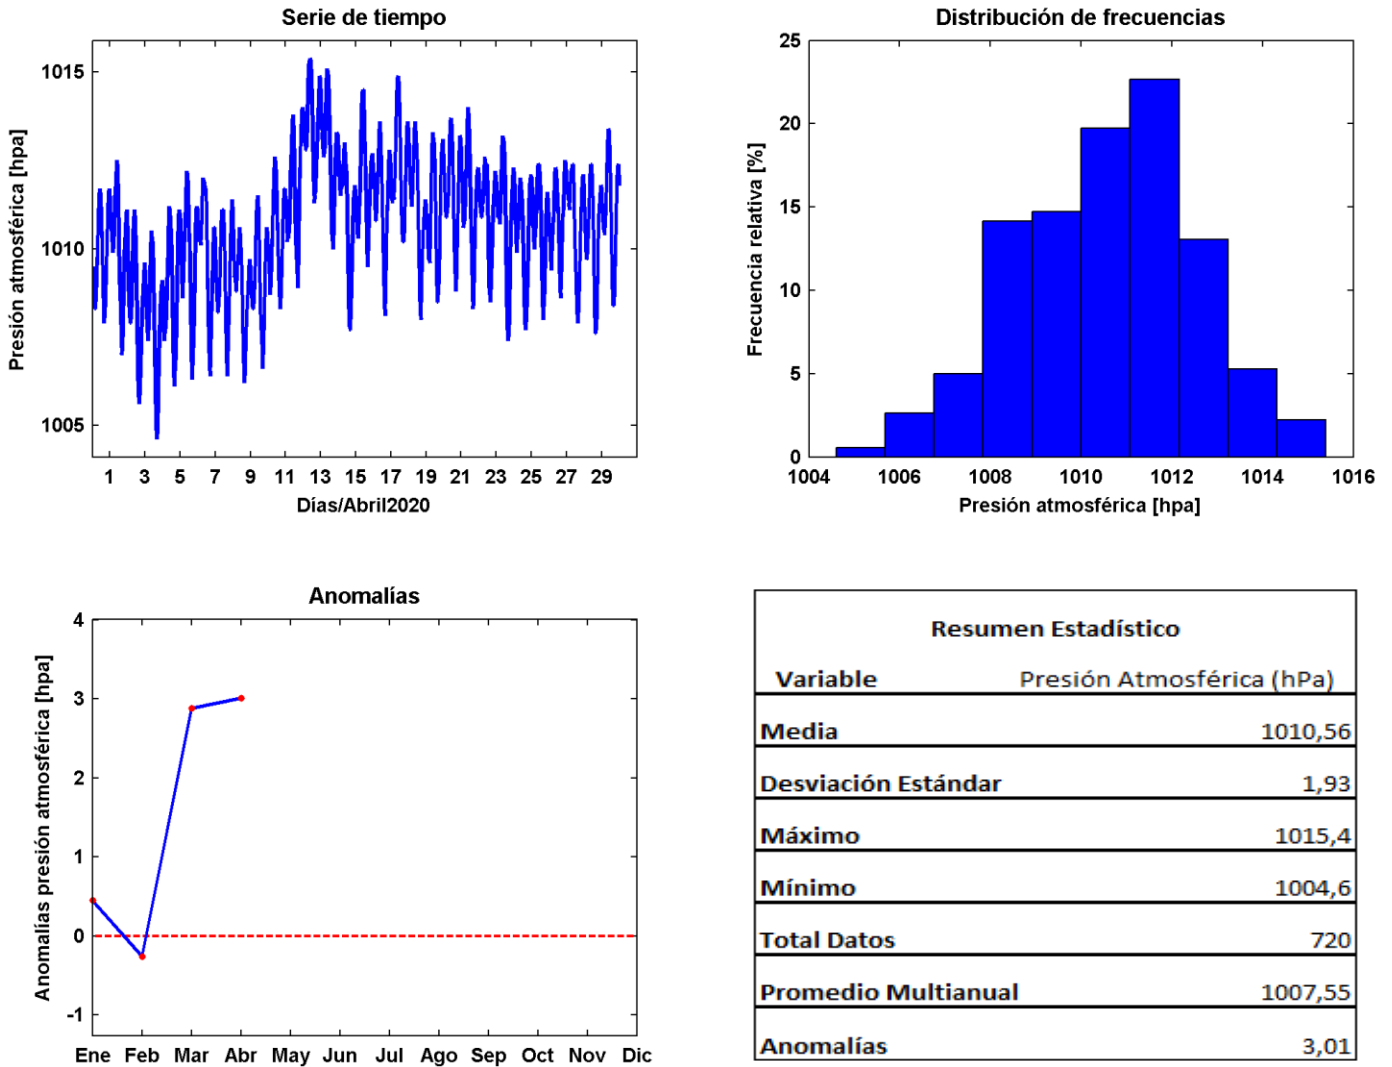 Serie de tiempo
Presión atmosférica [hpa]
1015
1010
1005
1 3 5 7 9 11 13 15 17 19 21 23 25 27 29
Días/Abril2020
Distribución de frecuencias
Frecuencia relativa [%]
25
20
15
10
5
0
1004 1006 1008 1010 1012 1014 1016
Presión atmosférica [hpa]
Anomalías
Anomalías presión atmosférica [hpa]
4
3
2
1
0
-1
Ene Feb Mar Abr May Jun Jul Ago Sep Oct Nov Dic
Resumen Estadístico
Variable Presión Atmosférica (hPa)
Media 1010,56
Desviación Estándar 1,93
Máximo 1015,4
Mínimo 1004,6
Total Datos 720
Promedio Multianual 1007,55
Anomalías 3,01